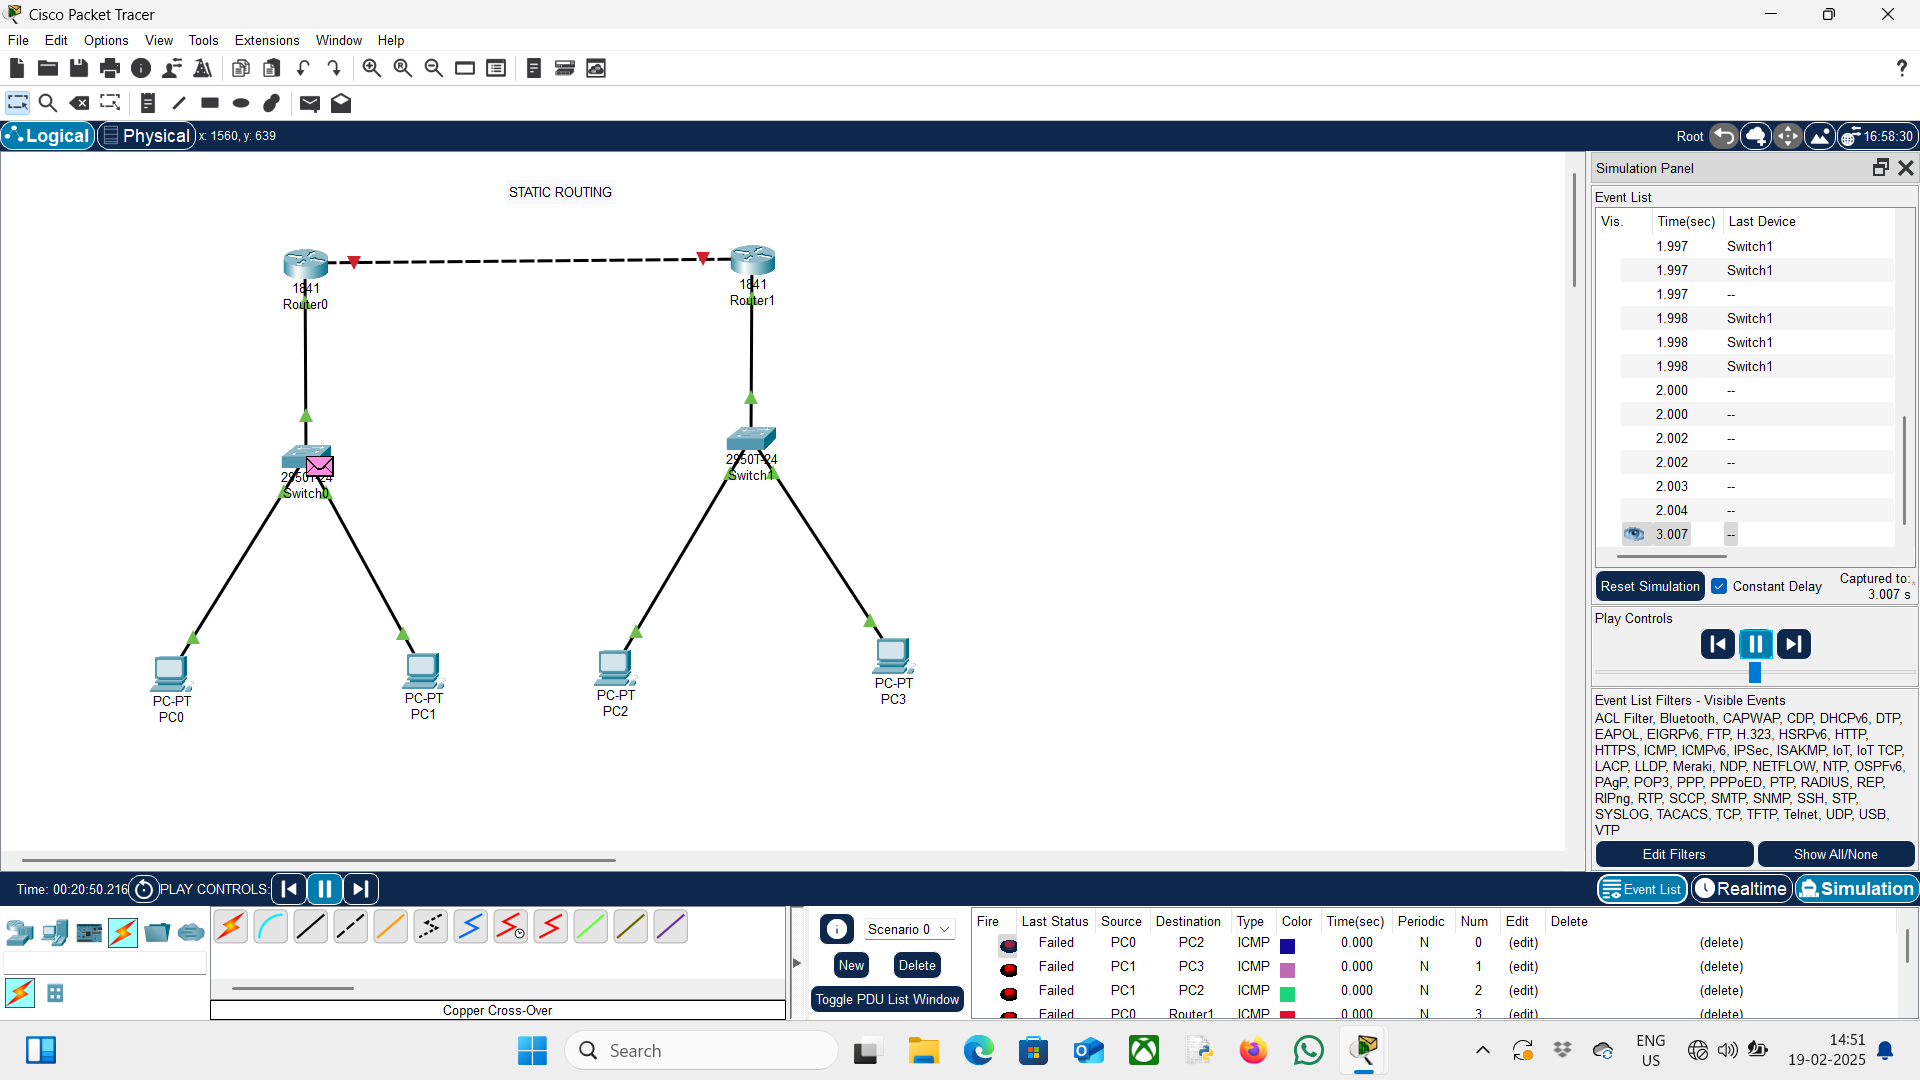 Cisco Packet Tracer
File Edit Options View Tools Extensions Window Help
?
Logical Physical x: 1560, y: 639 Root 16:58:30
STATIC ROUTING
1841
Router0
1841
Router1
2950T-24
Switch0
2950T-24
Switch1
PC-PT
PC0
PC-PT
PC1
PC-PT
PC2
PC-PT
PC3
Simulation Panel
Event List
Vis. Time(sec) Last Device
1.997 Switch1
1.997 Switch1
1.997 --
1.998 Switch1
1.998 Switch1
1.998 Switch1
2.000 --
2.000 --
2.002 --
2.002 --
2.003 --
2.004 --
3.007 --
Reset Simulation Constant Delay Captured to:
3.007 s
Play Controls
Event List Filters - Visible Events
ACL Filter, Bluetooth, CAPWAP, CDP, DHCPv6, DTP,
EAPOL, EIGRPv6, FTP, H.323, HSRPv6, HTTP,
HTTPS, ICMP, ICMPv6, IPSec, ISAKMP, IoT, IoT TCP,
LACP, LLDP, Meraki, NDP, NETFLOW, NTP, OSPFv6,
PAgP, POP3, PPP, PPPoED, PTP, RADIUS, REP,
RIPng, RTP, SCCP, SMTP, SNMP, SSH, STP,
SYSLOG, TACACS, TCP, TFTP, Telnet, UDP, USB,
VTP
Edit Filters Show All/None
Time: 00:20:50.216 PLAY CONTROLS: Event List Realtime Simulation
Copper Cross-Over
Scenario 0
New Delete
Toggle PDU List Window
Fire Last Status Source Destination Type Color Time(sec) Periodic Num Edit Delete
Failed PC0 PC2 ICMP 0.000 N 0 (edit) (delete)
Failed PC1 PC3 ICMP 0.000 N 1 (edit) (delete)
Failed PC1 PC2 ICMP 0.000 N 2 (edit) (delete)
Failed PC0 Router1 ICMP 0.000 N 3 (edit) (delete)
Search
ENG
US
14:51
19-02-2025